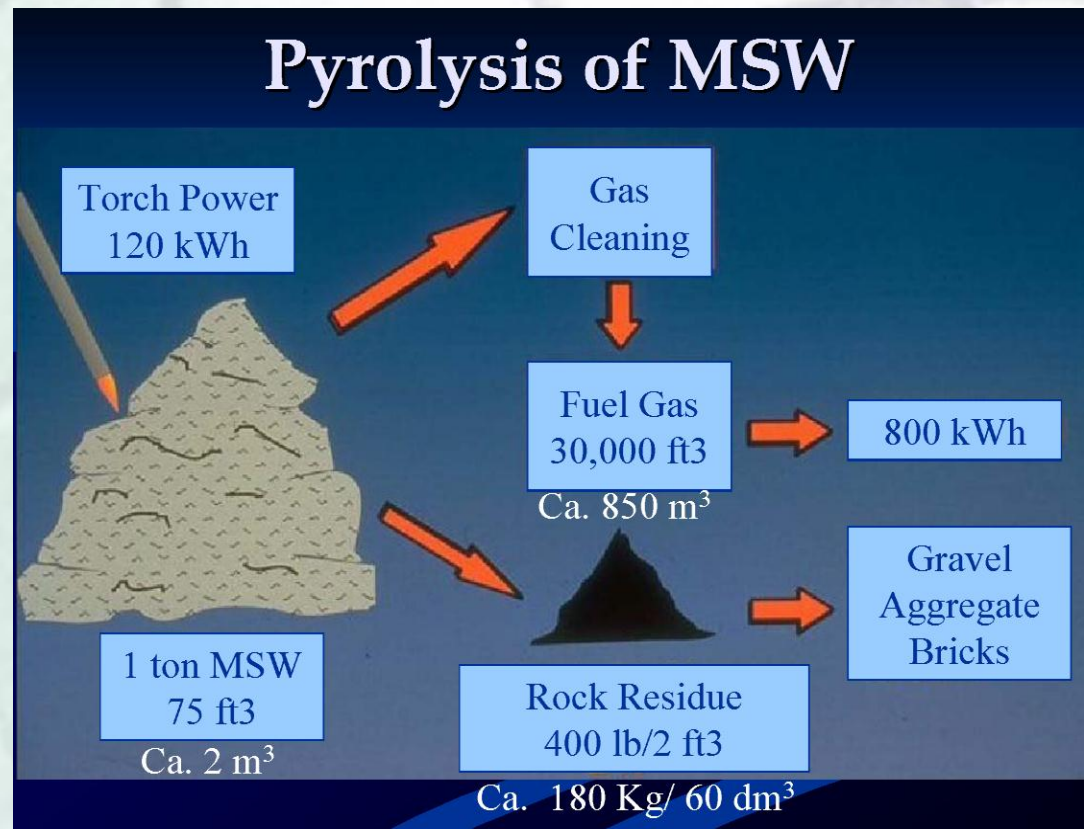 Pyrolysis of MSW
Torch Power
120 kWh
Gas
Cleaning
Fuel Gas
30,000 ft3
Ca. 850 m³
800 kWh
1 ton MSW
75 ft3
Ca. 2 m³
Rock Residue
400 lb/2 ft3
Ca.  180 Kg/ 60 dm³
Gravel
Aggregate
Bricks